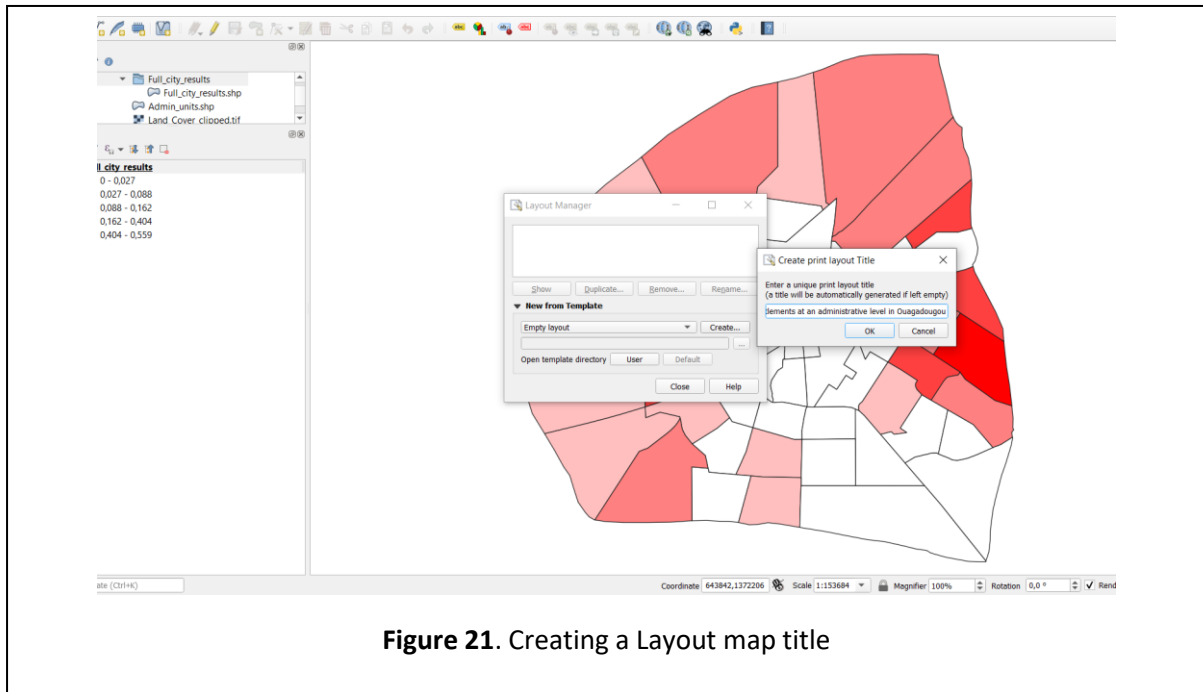 Full_city_results
Full_city_results.shp
Admin_units.shp
Land_Cover_clipped.tif
ll_city_results
0 - 0,027
0,027 - 0,088
0,088 - 0,162
0,162 - 0,404
0,404 - 0,559
Layout Manager
Show Duplicate... Remove... Rename...
New from Template
Empty layout Create...
...
Open template directory User Default
Close Help
Create print layout Title
Enter a unique print layout title
(a title will be automatically generated if left empty)
tlements at an administrative level in Ouagadougou
OK Cancel
ate (Ctrl+K)
Coordinate 643842,1372206 Scale 1:153684 Magnifier 100% Rotation 0,0 ° Rend
Figure 21. Creating a Layout map title